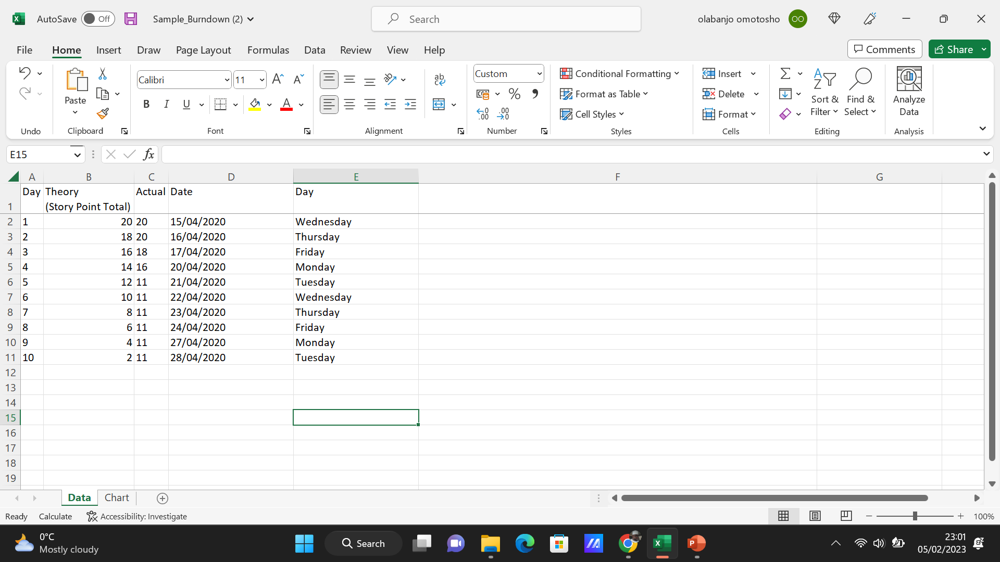 AutoSave Off Sample_Burndown (2) Search olabanjo omotosho OO
File Home Insert Draw Page Layout Formulas Data Review View Help Comments Share
Calibri 11 Custom Conditional Formatting Insert
Paste Format as Table Delete Sort & Find & Analyze
B I U Cell Styles Format Filter Select Data
Undo Clipboard Font Alignment Number Styles Cells Editing Analysis
E15 fx
A B C D E F G
Day Theory Actual Date Day
1 (Story Point Total)
2 1 20 20 15/04/2020 Wednesday
3 2 18 20 16/04/2020 Thursday
4 3 16 18 17/04/2020 Friday
5 4 14 16 20/04/2020 Monday
6 5 12 11 21/04/2020 Tuesday
7 6 10 11 22/04/2020 Wednesday
8 7 8 11 23/04/2020 Thursday
9 8 6 11 24/04/2020 Friday
10 9 4 11 27/04/2020 Monday
11 10 2 11 28/04/2020 Tuesday
12
13
14
15
16
17
18
19
Data Chart
Ready Calculate Accessibility: Investigate 100%
0°C 23:01
Mostly cloudy Search 05/02/2023